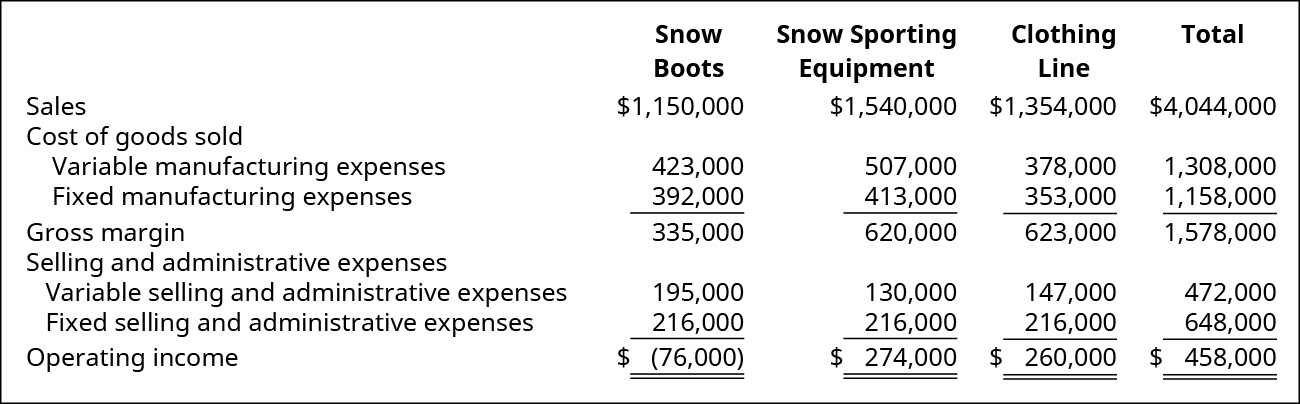 Snow Snow Sporting Clothing Total
Boots Equipment Line
Sales $1,150,000 $1,540,000 $1,354,000 $4,044,000
Cost of goods sold
Variable manufacturing expenses 423,000 507,000 378,000 1,308,000
Fixed manufacturing expenses 392,000 413,000 353,000 1,158,000
Gross margin 335,000 620,000 623,000 1,578,000
Selling and administrative expenses
Variable selling and administrative expenses 195,000 130,000 147,000 472,000
Fixed selling and administrative expenses 216,000 216,000 216,000 648,000
Operating income $ (76,000) $ 274,000 $ 260,000 $ 458,000